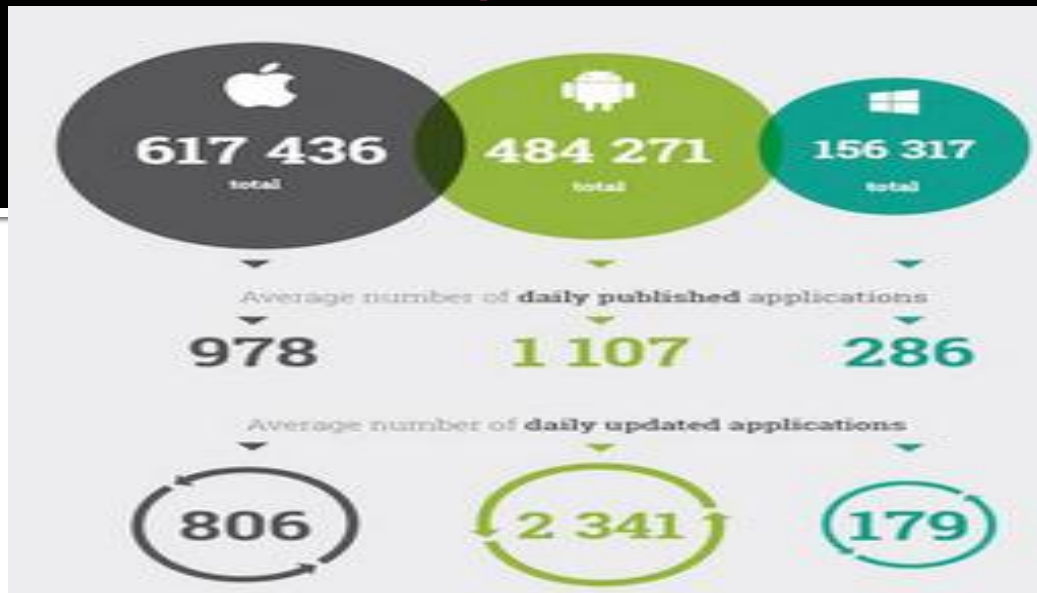 617 436 484 271 156 317
total total total
Average number of daily published applications
978 1 107 286
Average number of daily updated applications
806 2 341 179